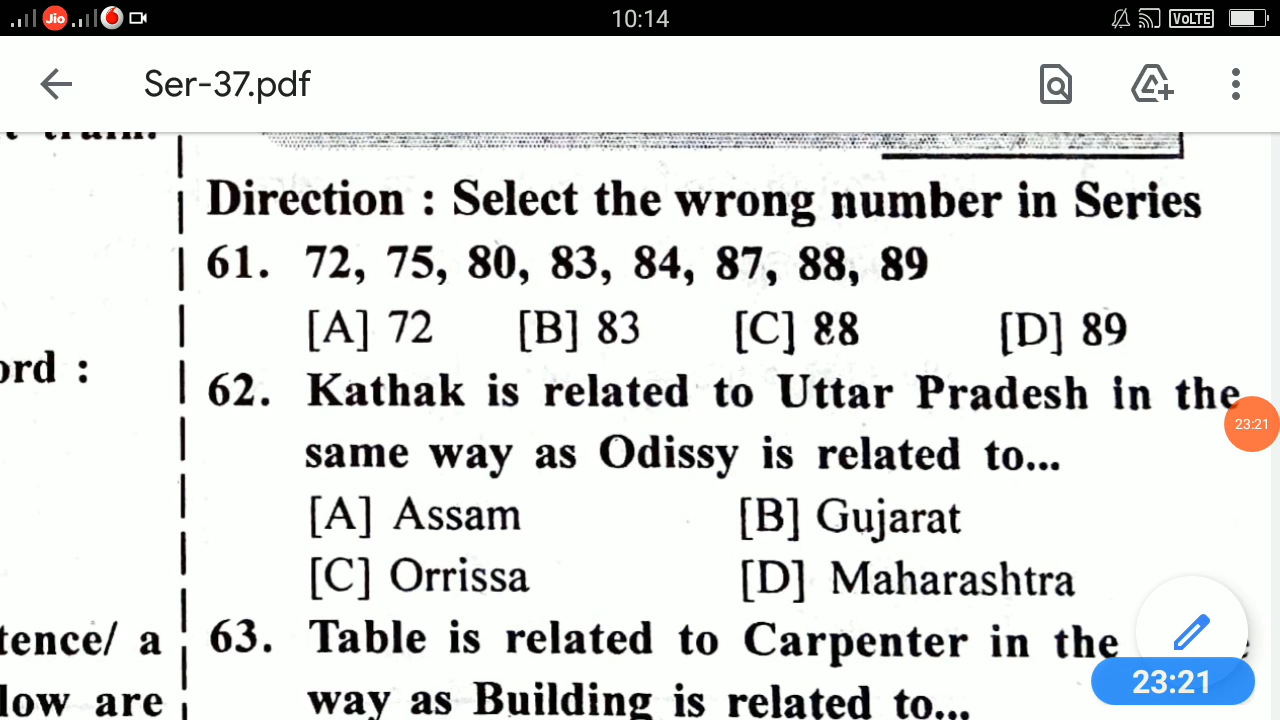 Jio 10:14 VoLTE
Ser-37.pdf
Direction : Select the wrong number in Series
61. 72, 75, 80, 83, 84, 87, 88, 89
[A] 72 [B] 83 [C] 88 [D] 89
ord :
62. Kathak is related to Uttar Pradesh in the
23:21
same way as Odissy is related to...
[A] Assam [B] Gujarat
[C] Orrissa [D] Maharashtra
tence/ a
63. Table is related to Carpenter in the
23:21
low are
way as Building is related to...